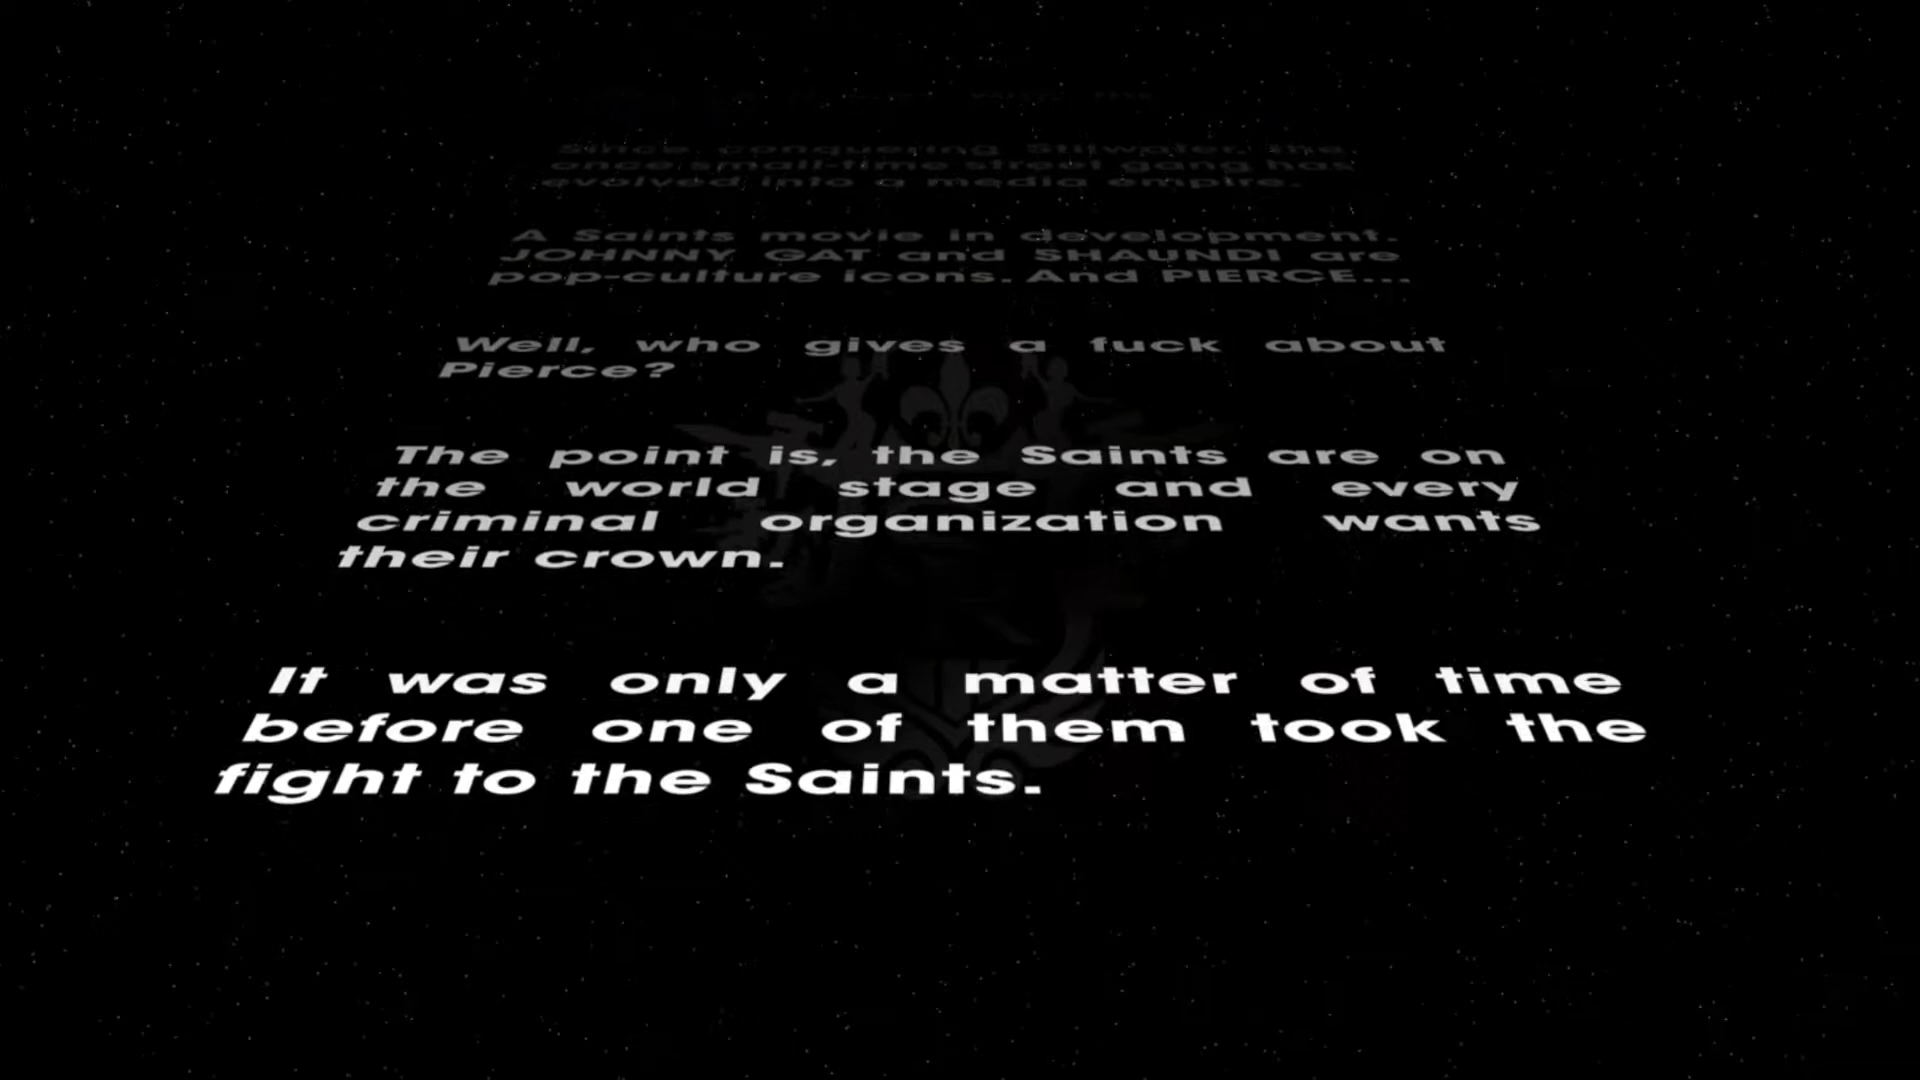 Since conquering Stilwater, the
once small-time street gang has
evolved into a media empire.
A Saints movie in development.
JOHNNY GAT and SHAUNDI are
pop-culture icons. And PIERCE...
Well, who gives a fuck about
Pierce?
The point is, the Saints are on
the world stage and every
criminal organization wants
their crown.
It was only a matter of time
before one of them took the
fight to the Saints.